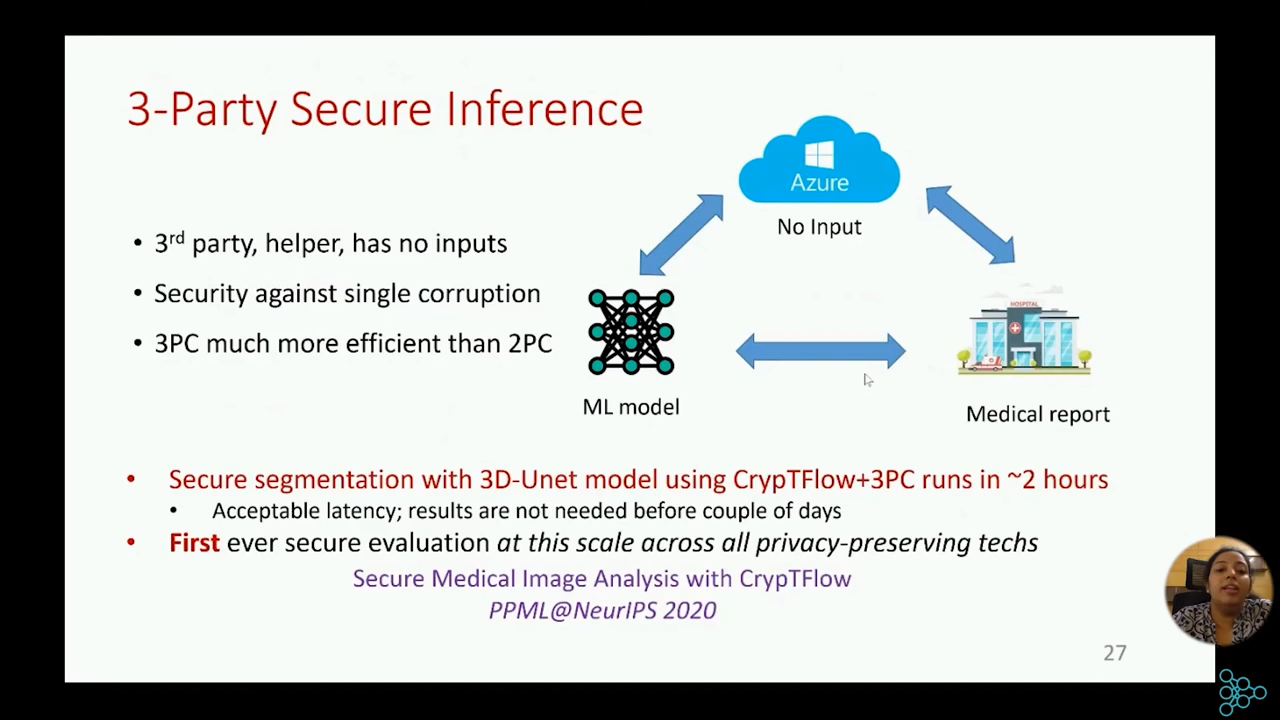 3-Party Secure Inference
Azure
No Input
• 3rd party, helper, has no inputs
• Security against single corruption
• 3PC much more efficient than 2PC
HOSPITAL
ML model
Medical report
• Secure segmentation with 3D-Unet model using CrypTFlow+3PC runs in ~2 hours
• Acceptable latency; results are not needed before couple of days
• First ever secure evaluation at this scale across all privacy-preserving techs
Secure Medical Image Analysis with CrypTFlow
PPML@NeurIPS 2020
27